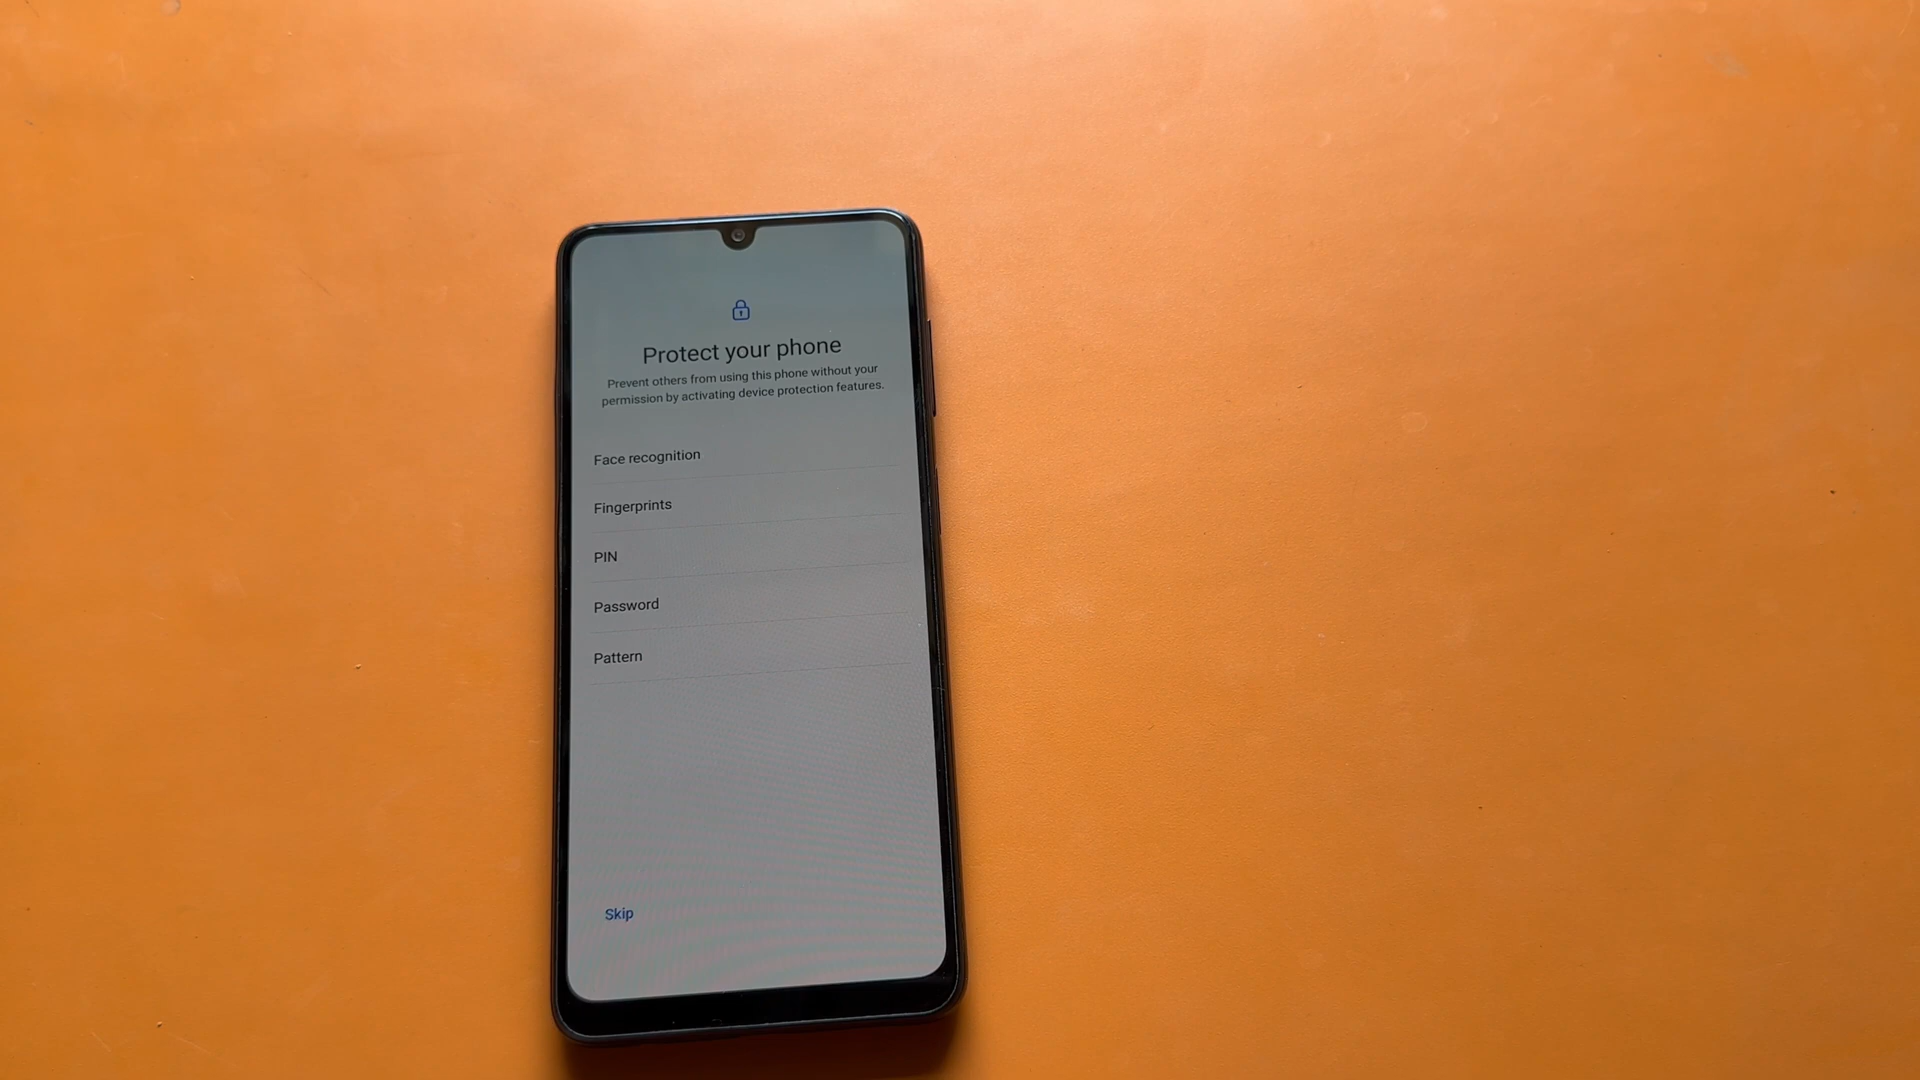 Protect your phone
Prevent others from using this phone without your
permission by activating device protection features.
Face recognition
Fingerprints
PIN
Password
Pattern
Skip